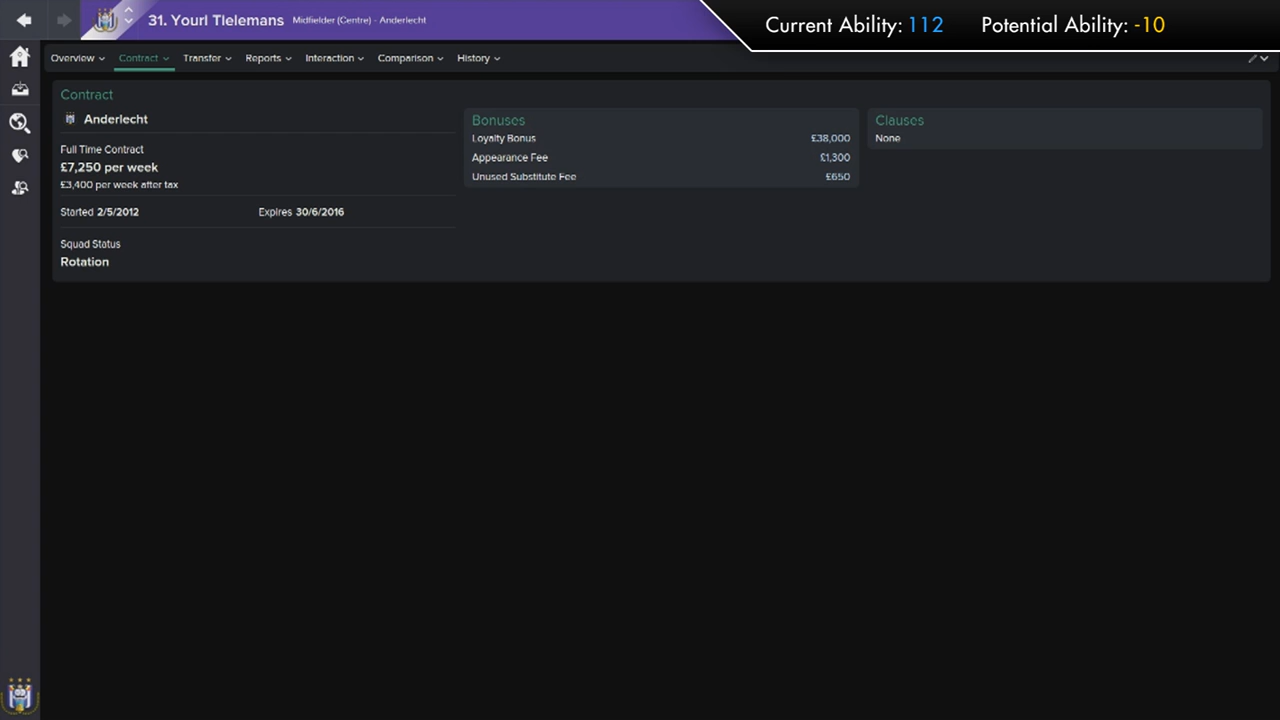 31. Youri Tielemans Midfielder (Centre) - Anderlecht
Current Ability: 112 Potential Ability: -10
Overview Contract Transfer Reports Interaction Comparison History
Contract
Anderlecht
Full Time Contract
£7,250 per week
£3,400 per week after tax
Started 2/5/2012 Expires 30/6/2016
Squad Status
Rotation
Bonuses
Loyalty Bonus £38,000
Appearance Fee £1,300
Unused Substitute Fee £650
Clauses
None